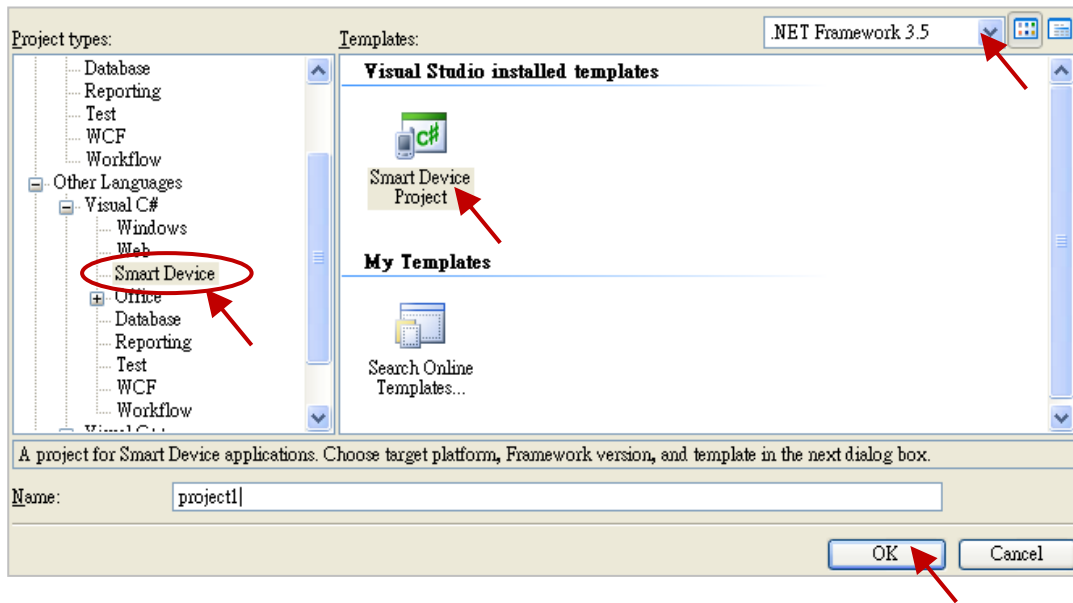 .NET Framework 3.5
Project types:
Templates:
Database
Reporting
Test
WCF
Workflow
Other Languages
Visual C#
Windows
Web
Smart Device
Office
Database
Reporting
Test
WCF
Workflow
Visual C++
Visual Studio installed templates
C#
Smart Device
Project
My Templates
Search Online
Templates...
A project for Smart Device applications. Choose target platform, Framework version, and template in the next dialog box.
Name:
project1
OK
Cancel